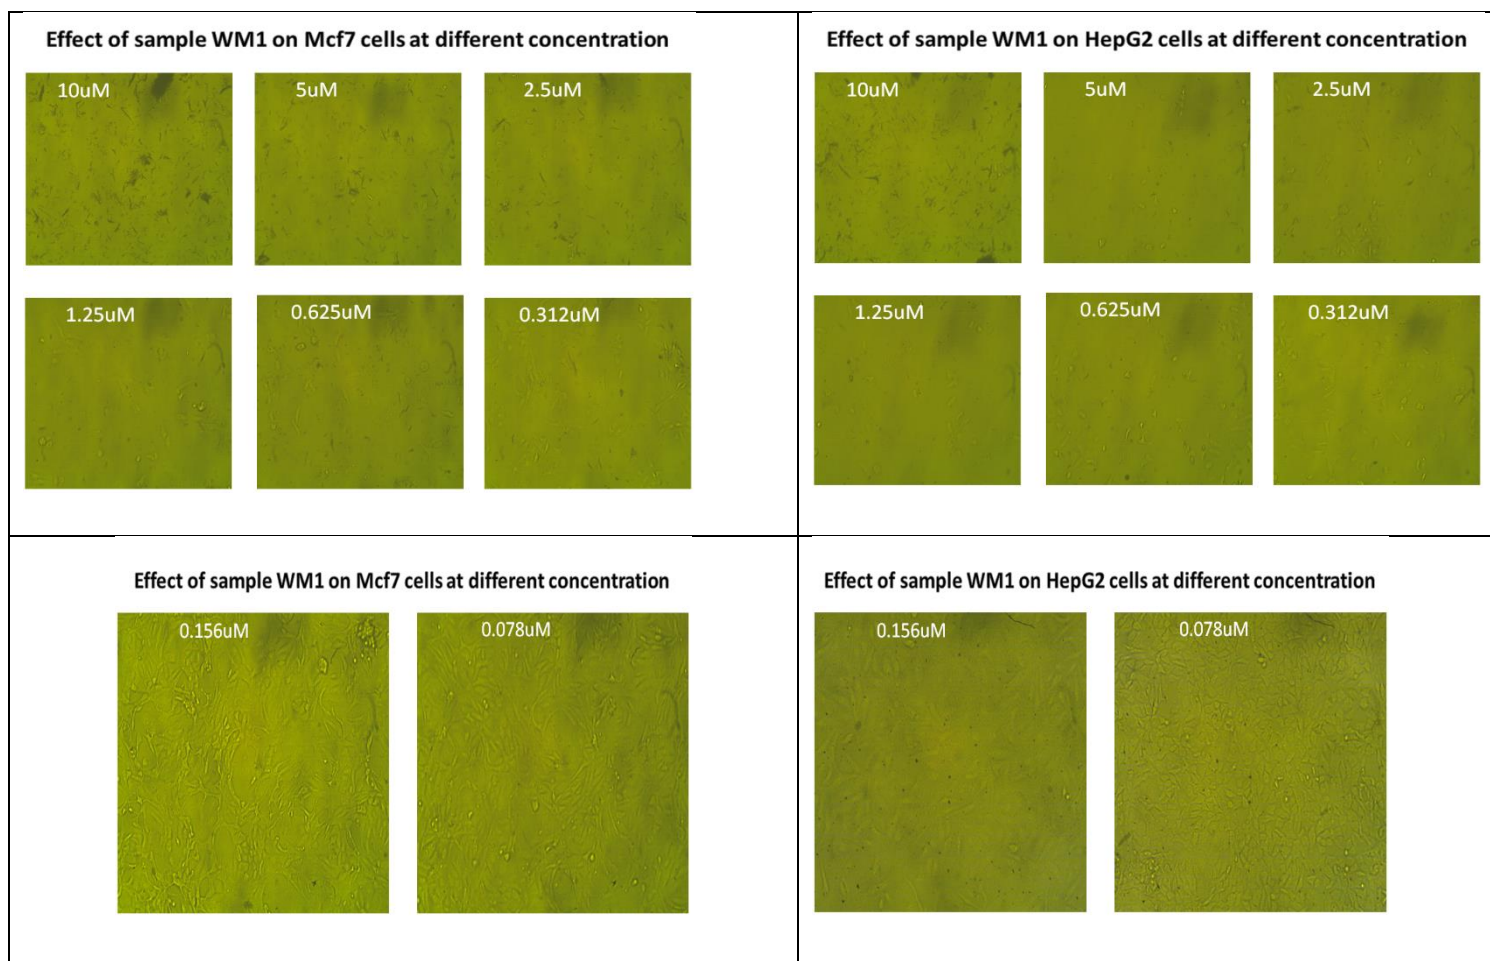 Effect of sample WM1 on Mcf7 cells at different concentration
10uM
5uM
2.5uM
1.25uM
0.625uM
0.312uM
Effect of sample WM1 on HepG2 cells at different concentration
10uM
5uM
2.5uM
1.25uM
0.625uM
0.312uM
Effect of sample WM1 on Mcf7 cells at different concentration
0.156uM
0.078uM
Effect of sample WM1 on HepG2 cells at different concentration
0.156uM
0.078uM